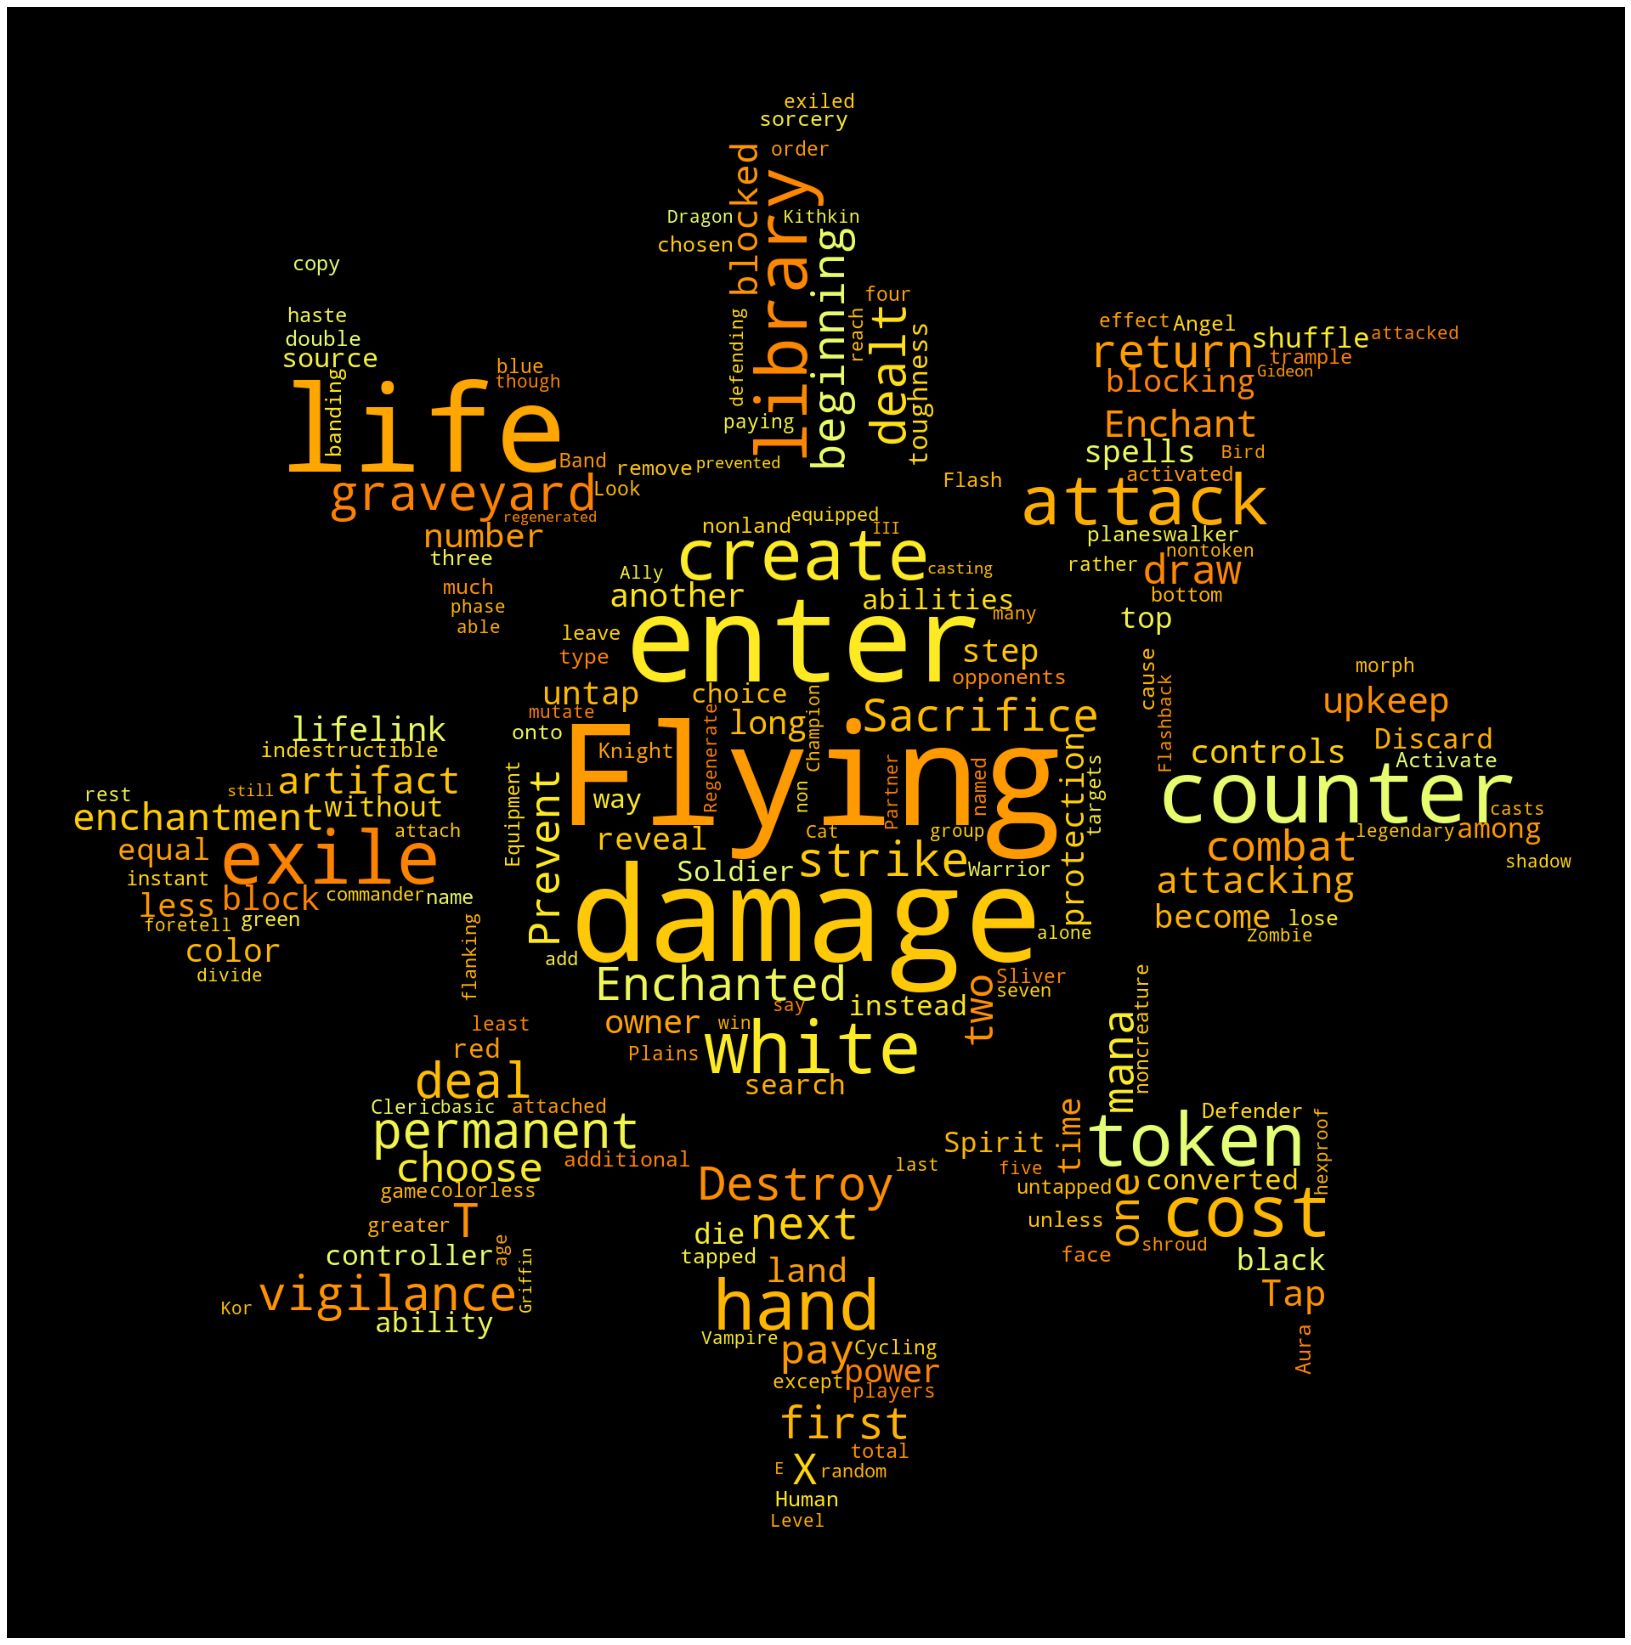 exiled
sorcery
order
blocked
library
Dragon
Kithkin
chosen
beginning
copy
four
haste
double
source
banding
blue
though
life
defending
reach
dealt
toughness
paying
effect
Angel
shuffle
attacked
return
trample
Gideon
blocking
Enchant
spells
Bird
activated
attack
planeswalker
nontoken
rather
draw
bottom
top
Band
remove
prevented
Look
graveyard
regenerated
number
three
much
phase
able
Flash
equipped
nonland
III
create
casting
Ally
another
abilities
many
enter
leave
type
step
opponents
untap
choice
mutate
long
Sacrifice
onto
Champion
Regenerate
Flying
Knight
way
non
Partner
named
protection
targets
Equipment
Prevent
reveal
Cat
group
strike
Soldier
Warrior
damage
alone
add
Enchanted
Sliver
seven
instead
two
say
owner
win
white
Plains
search
cause
Flashback
morph
upkeep
Discard
controls
Activate
counter
casts
legendary
among
combat
shadow
attacking
become
lose
Zombie
lifelink
indestructible
artifact
still
rest
without
enchantment
attach
equal
exile
instant
commander
name
block
less
green
foretell
color
divide
flanking
least
red
deal
Cleric
basic
attached
permanent
choose
additional
game
colorless
greater
T
controller
age
Griffin
vigilance
Kor
ability
noncreature
mana
time
Defender
token
hexproof
Spirit
last
five
converted
untapped
one
cost
unless
shroud
face
black
Tap
Aura
Destroy
next
die
tapped
land
hand
Vampire
pay
Cycling
power
except
players
first
total
X
E
random
Human
Level